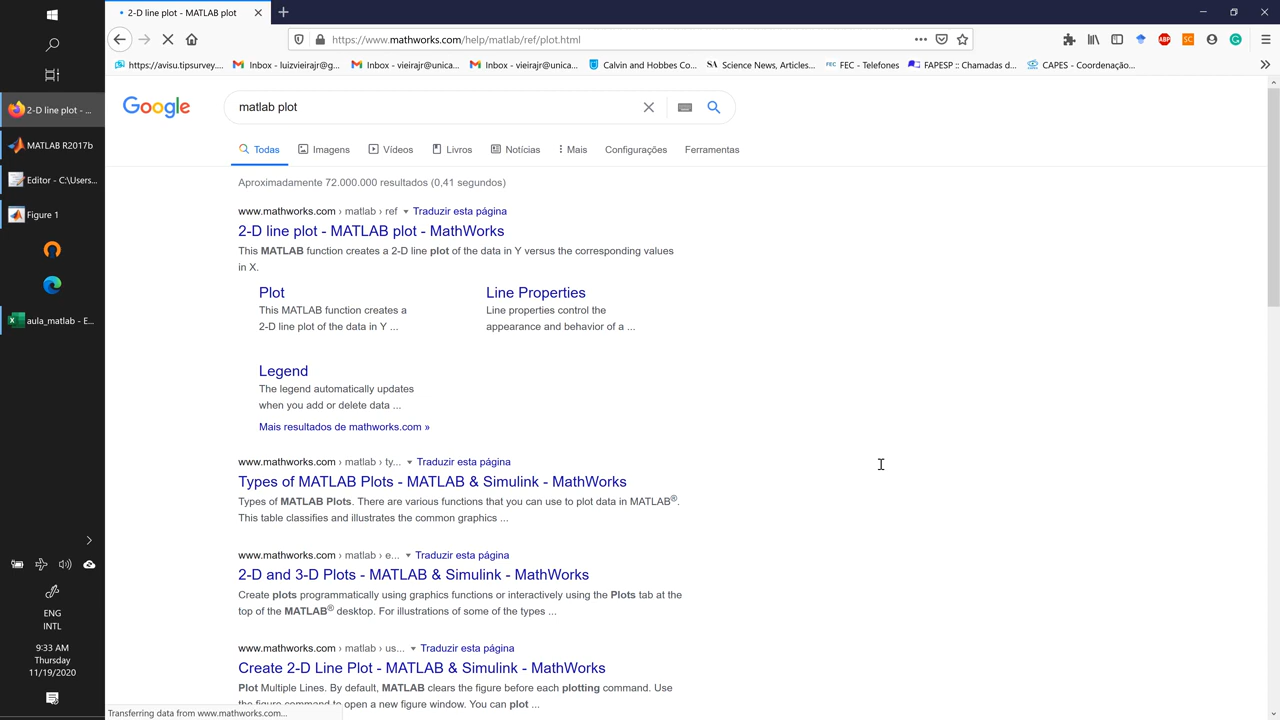 2-D line plot - MATLAB plot
https://www.mathworks.com/help/matlab/ref/plot.html
https://avisu.tipsurvey....
Inbox - luizvieirajr@g...
Inbox - vieirajr@unica...
Inbox - vieirajr@unica...
Calvin and Hobbes Co...
Science News, Articles...
FEC - Telefones
FAPESP :: Chamadas d...
CAPES - Coordenação...
2-D line plot - ...
MATLAB R2017b
Editor - C:\Users...
Figure 1
aula_matlab - E...
ENG
INTL
9:33 AM
Thursday
11/19/2020
Google
matlab plot
Todas
Imagens
Vídeos
Livros
Notícias
Mais
Configurações
Ferramentas
Aproximadamente 72.000.000 resultados (0,41 segundos)
www.mathworks.com › matlab › ref Traduzir esta página
2-D line plot - MATLAB plot - MathWorks
This MATLAB function creates a 2-D line plot of the data in Y versus the corresponding values
in X.
Plot
This MATLAB function creates a
2-D line plot of the data in Y ...
Line Properties
Line properties control the
appearance and behavior of a ...
Legend
The legend automatically updates
when you add or delete data ...
Mais resultados de mathworks.com »
www.mathworks.com › matlab › ty... Traduzir esta página
Types of MATLAB Plots - MATLAB & Simulink - MathWorks
Types of MATLAB Plots. There are various functions that you can use to plot data in MATLAB®.
This table classifies and illustrates the common graphics ...
www.mathworks.com › matlab › e... Traduzir esta página
2-D and 3-D Plots - MATLAB & Simulink - MathWorks
Create plots programmatically using graphics functions or interactively using the Plots tab at the
top of the MATLAB® desktop. For illustrations of some of the types ...
www.mathworks.com › matlab › us... Traduzir esta página
Create 2-D Line Plot - MATLAB & Simulink - MathWorks
Plot Multiple Lines. By default, MATLAB clears the figure before each plotting command. Use
the figure command to open a new figure window. You can plot ...
Transferring data from www.mathworks.com...